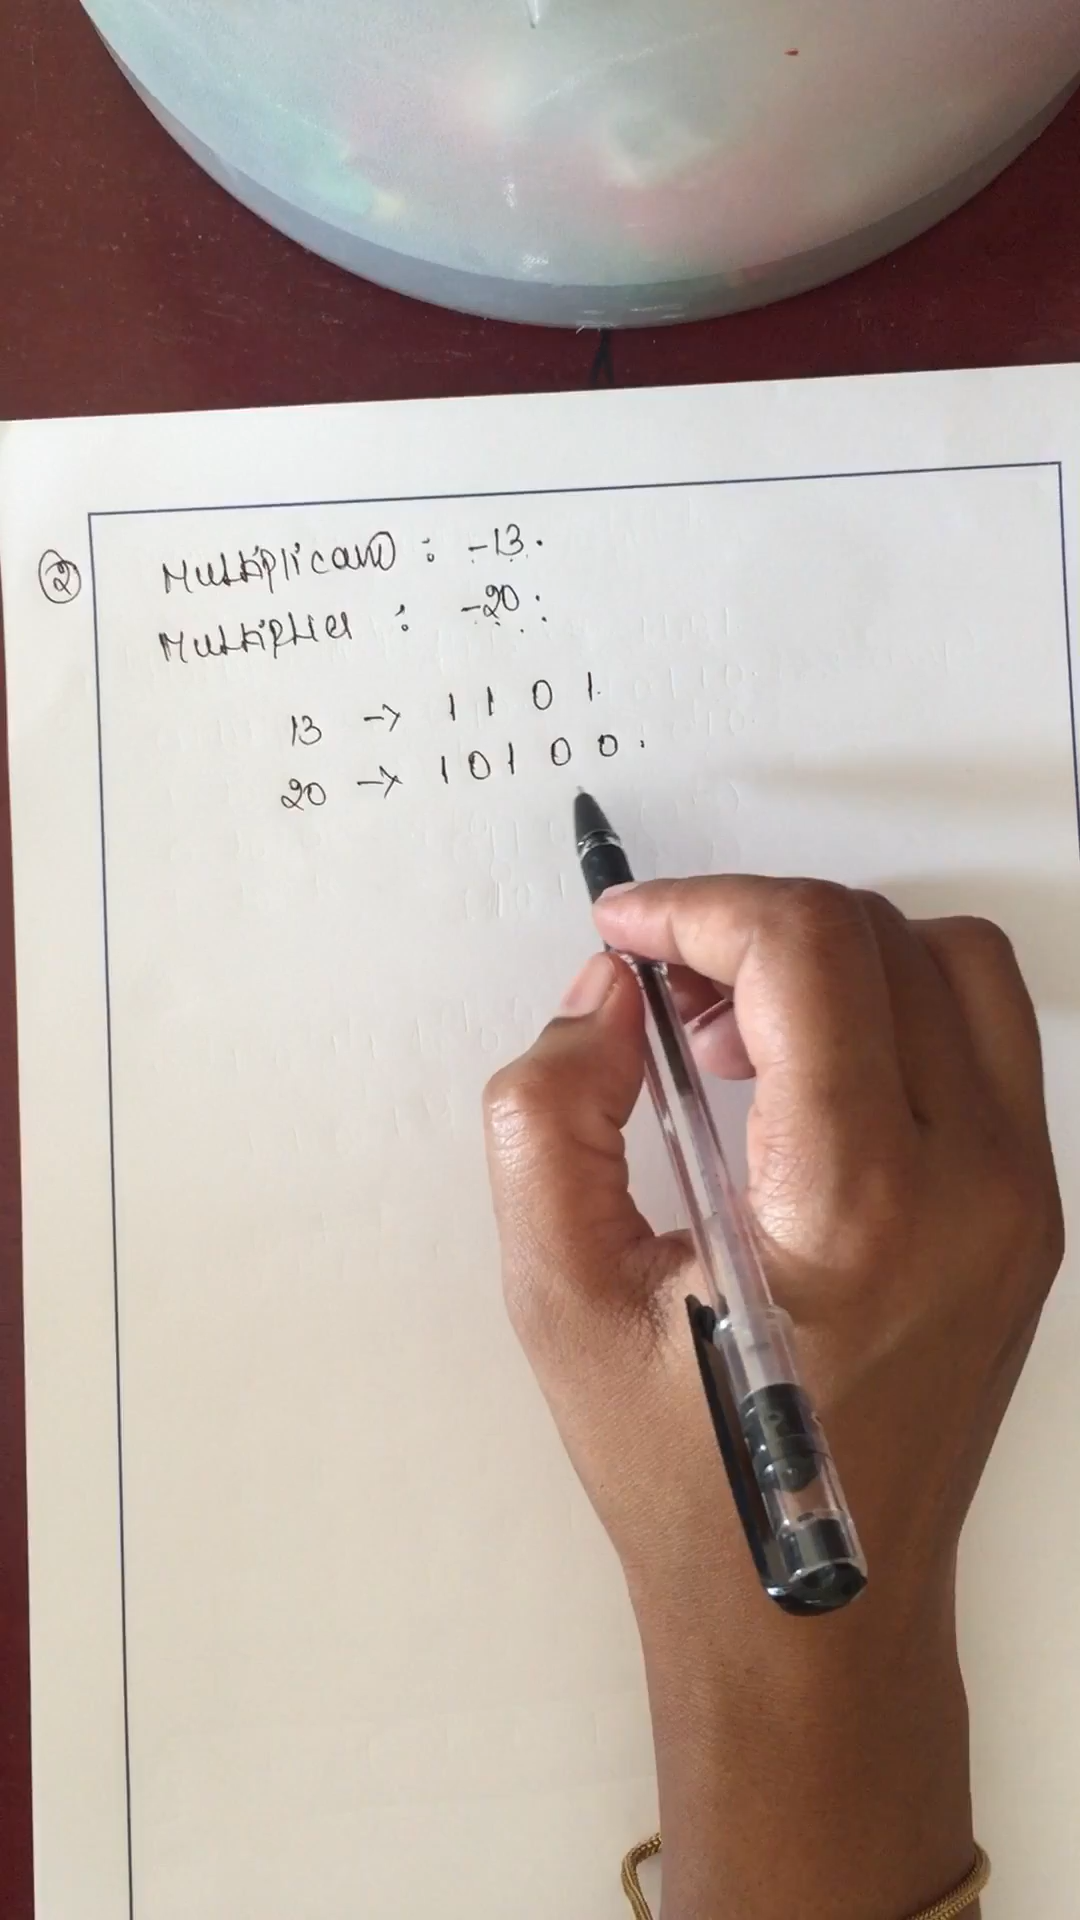 ②
Multiplicand : -13.
Multiplier : -20.
13 → 1 1 0 1.
20 → 1 0 1 0 0.